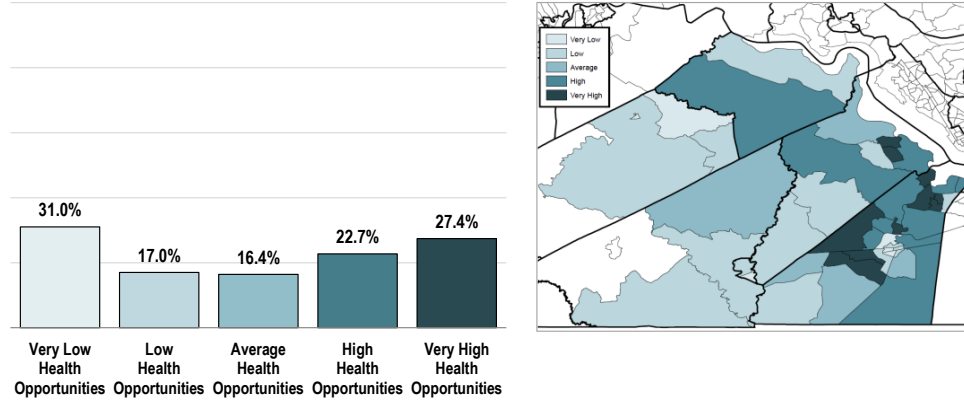 31.0%
17.0%
16.4%
22.7%
27.4%
Very Low
Health
Opportunities
Low
Health
Opportunities
Average
Health
Opportunities
High
Health
Opportunities
Very High
Health
Opportunities
Very Low
Low
Average
High
Very High